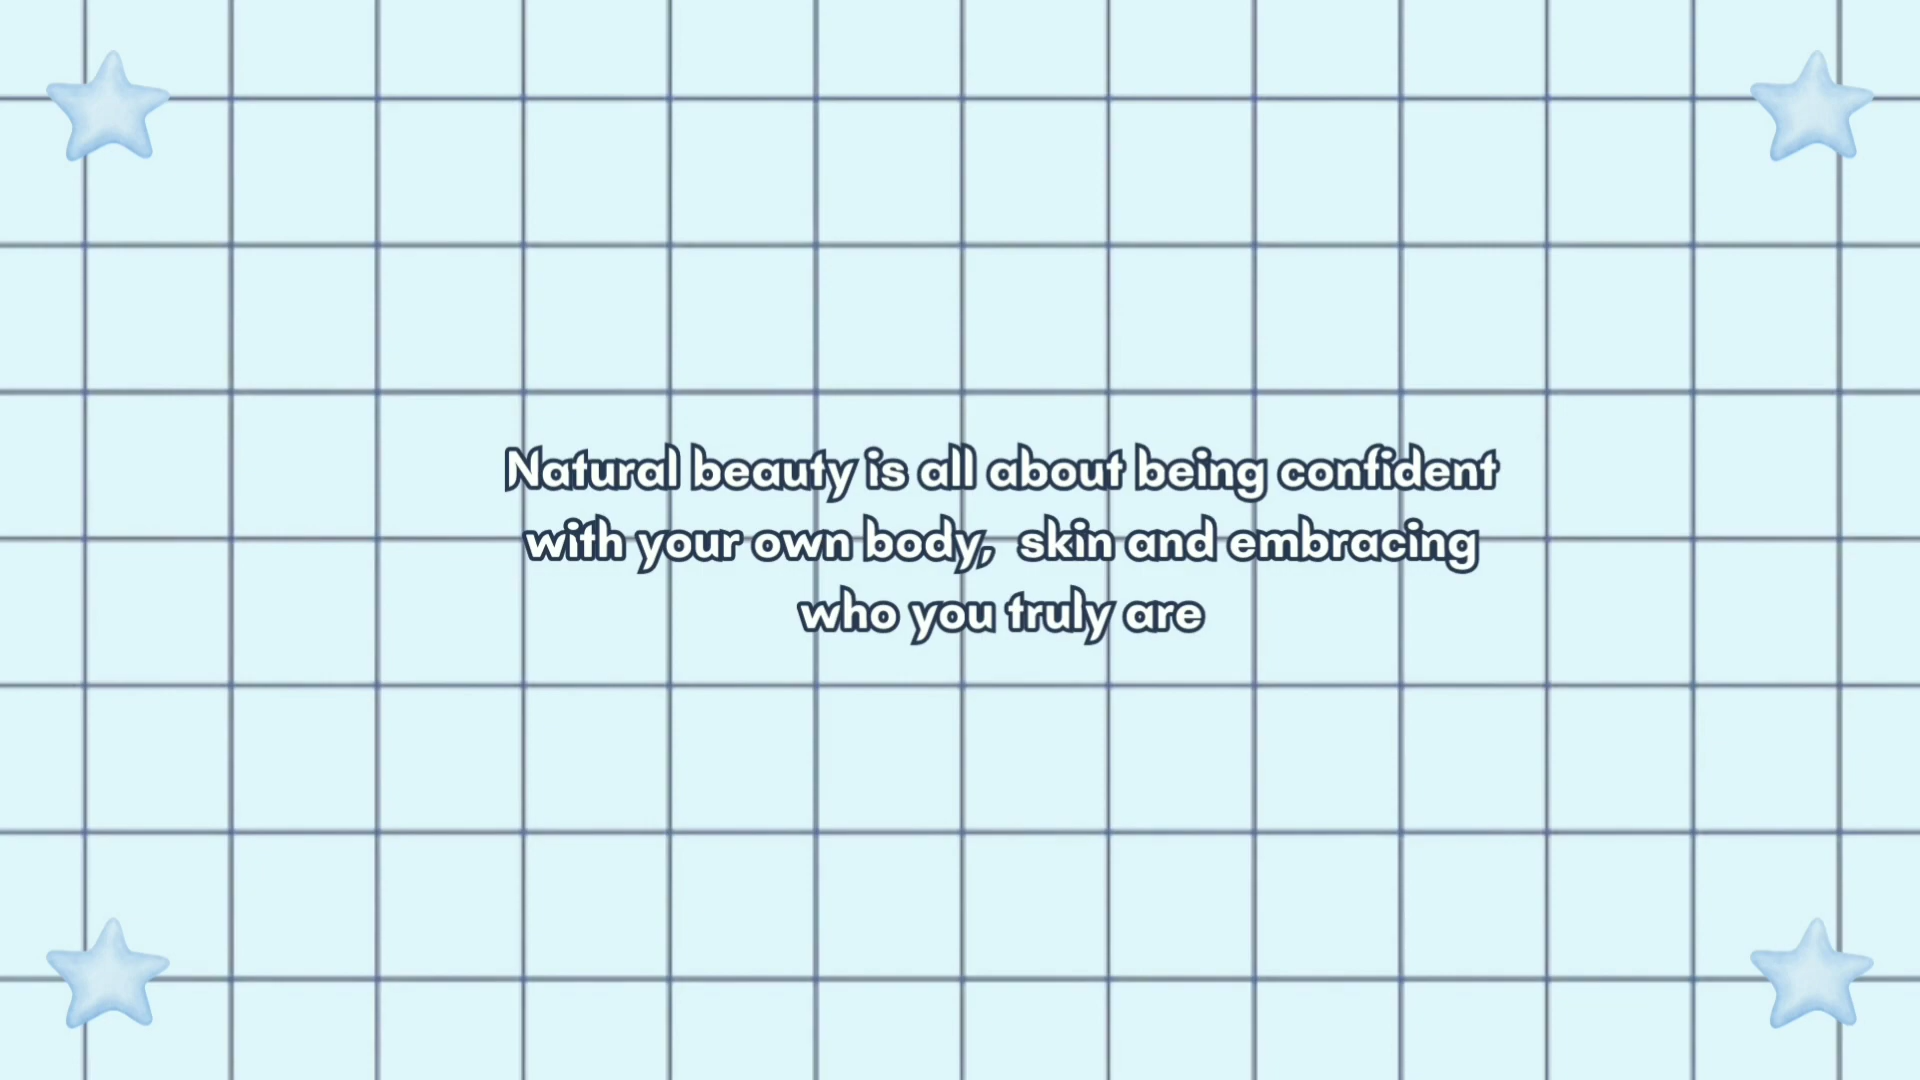 Natural beauty is all about being confident
with your own body,  skin and embracing
who you truly are